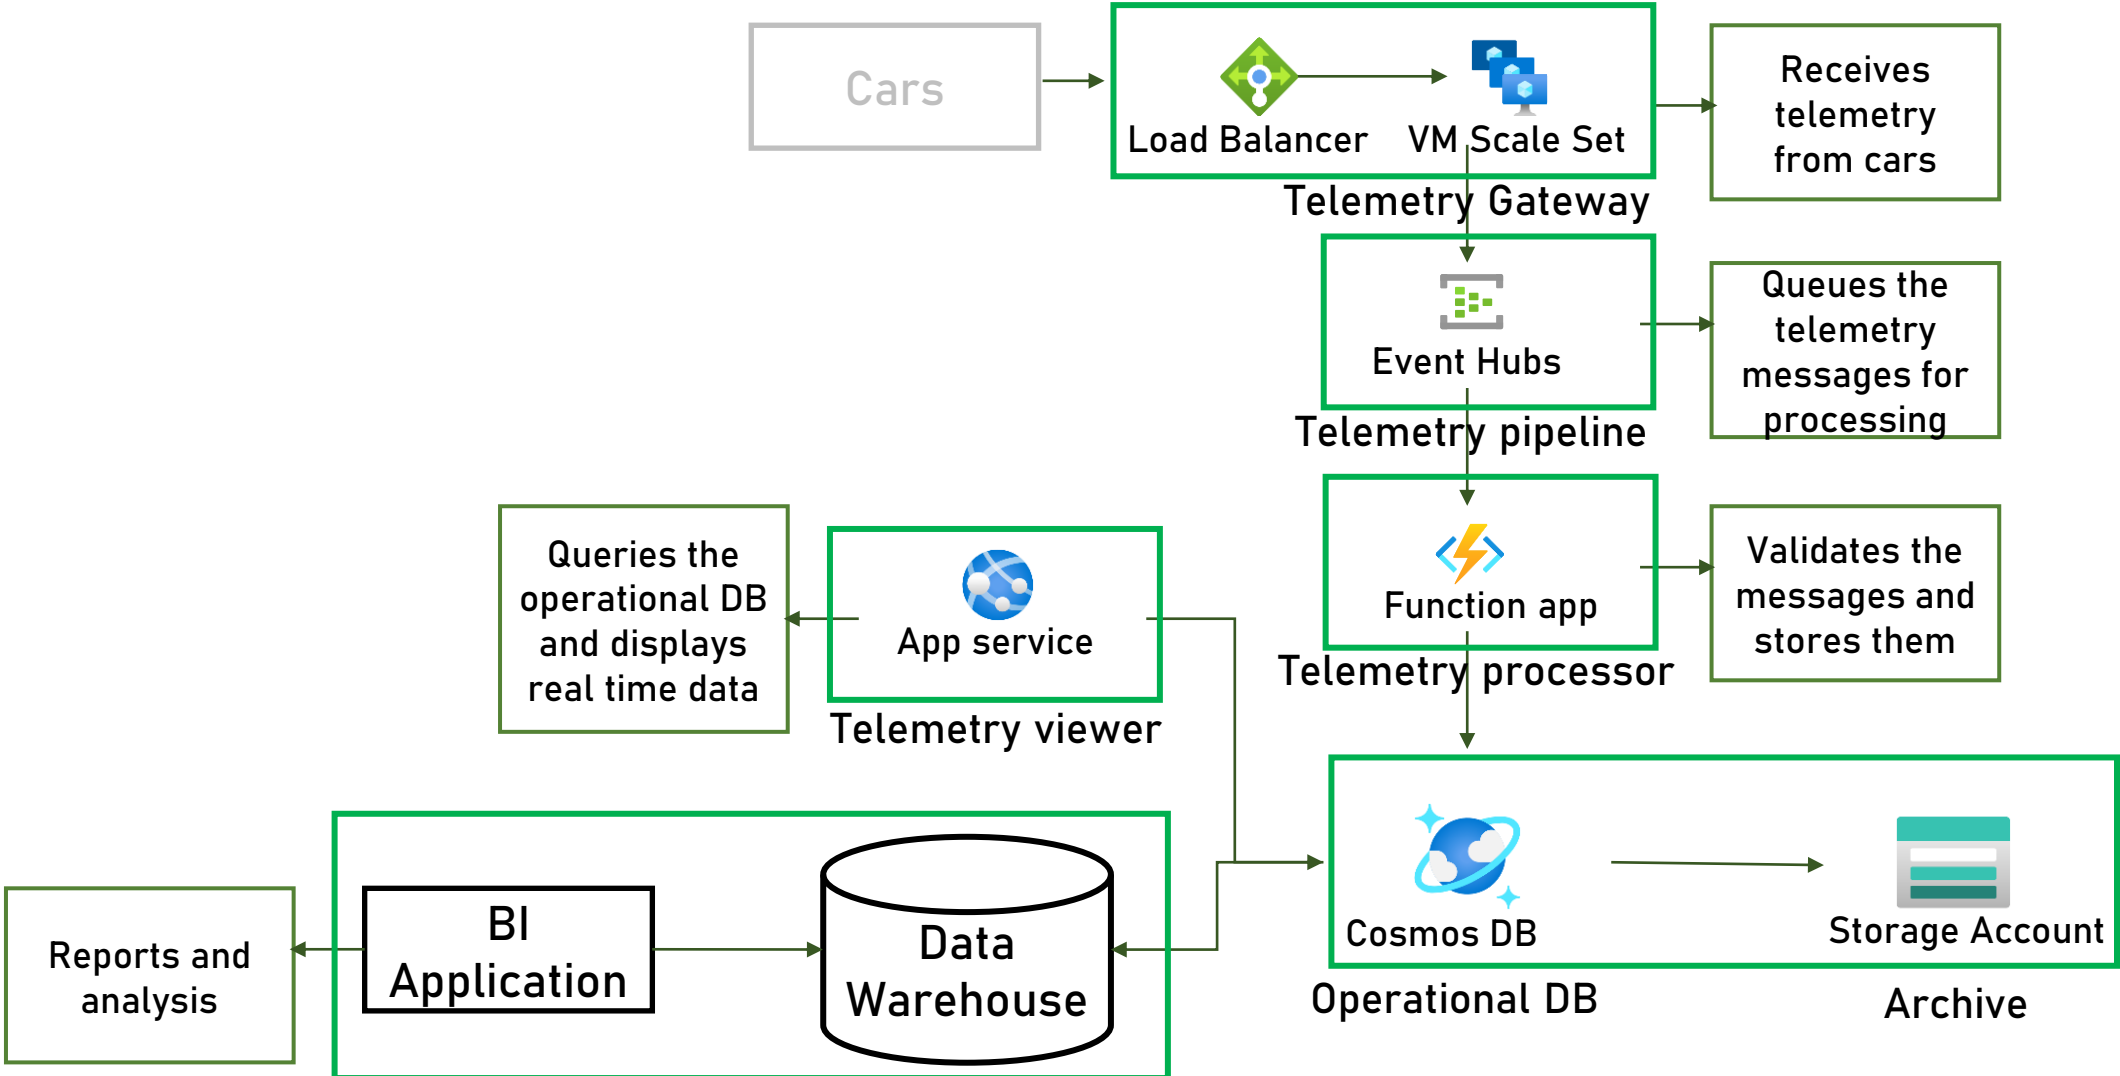 Cars
Load Balancer
VM Scale Set
Telemetry Gateway
Receives
telemetry
from cars
Event Hubs
Telemetry pipeline
Queues the
telemetry
messages for
processing
Function app
Telemetry processor
Validates the
messages and
stores them
Queries the
operational DB
and displays
real time data
App service
Telemetry viewer
Cosmos DB
Operational DB
Storage Account
Archive
Reports and
analysis
BI
Application
Data
Warehouse